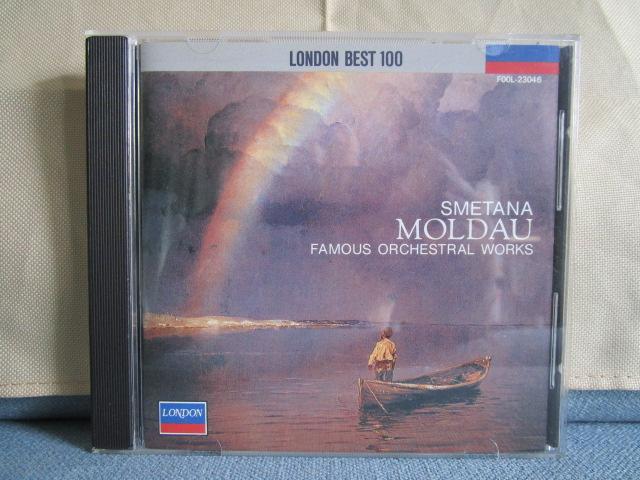 LONDON BEST 100
F00L-23046
SMETANA
MOLDAU
FAMOUS ORCHESTRAL WORKS
LONDON